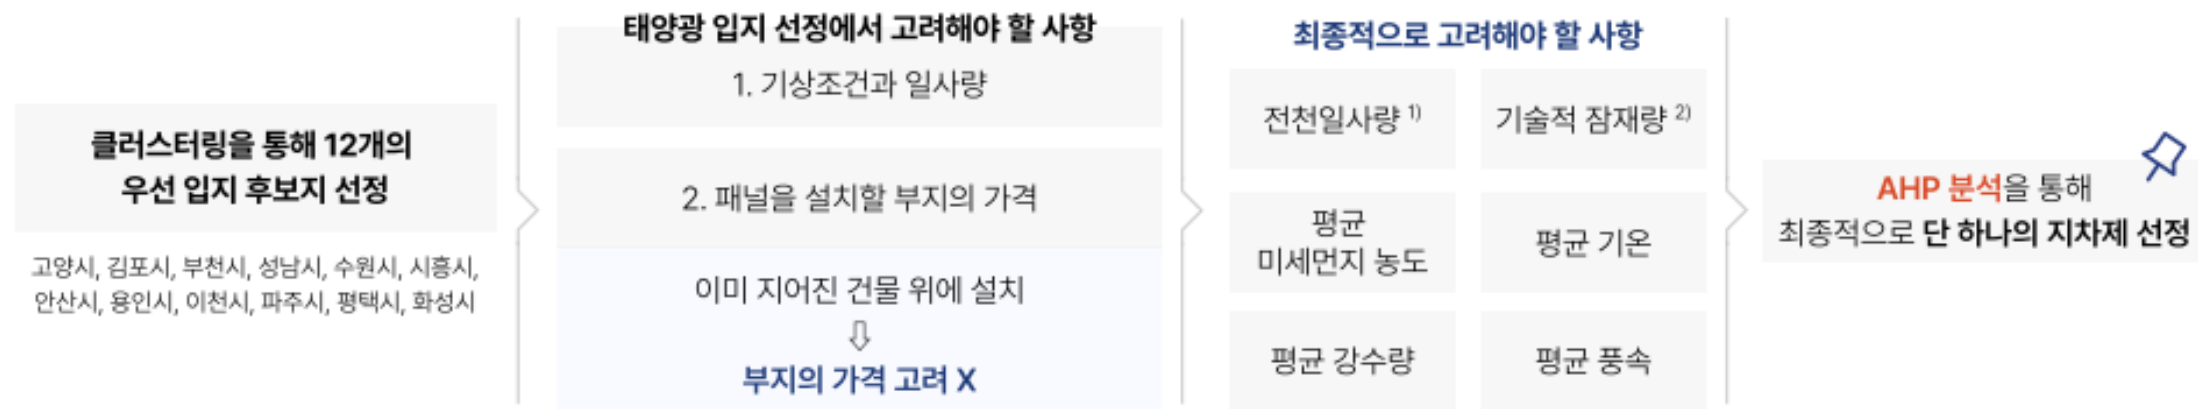 클러스터링을 통해 12개의
우선 입지 후보지 선정
고양시, 김포시, 부천시, 성남시, 수원시, 시흥시,
안산시, 용인시, 이천시, 파주시, 평택시, 화성시
태양광 입지 선정에서 고려해야 할 사항
1. 기상조건과 일사량
2. 패널을 설치할 부지의 가격
이미 지어진 건물 위에 설치
⇩
부지의 가격 고려 X
최종적으로 고려해야 할 사항
전천일사량 1)
기술적 잠재량 2)
평균
미세먼지 농도
평균 기온
평균 강수량
평균 풍속
AHP 분석을 통해
최종적으로 단 하나의 지차제 선정